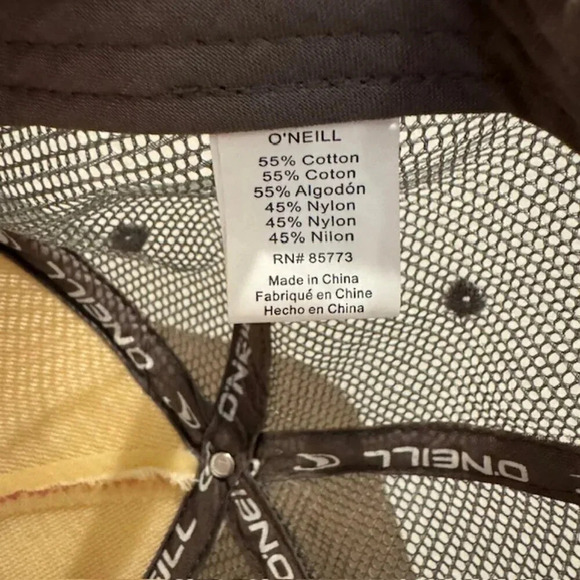 O'NEILL
55% Cotton
55% Coton
55% Algodón
45% Nylon
45% Nylon
45% Nilon
RN# 85773
Made in China
Fabriqué en Chine
Hecho en China
O'NEILL
O'NEILL
O'NEILL